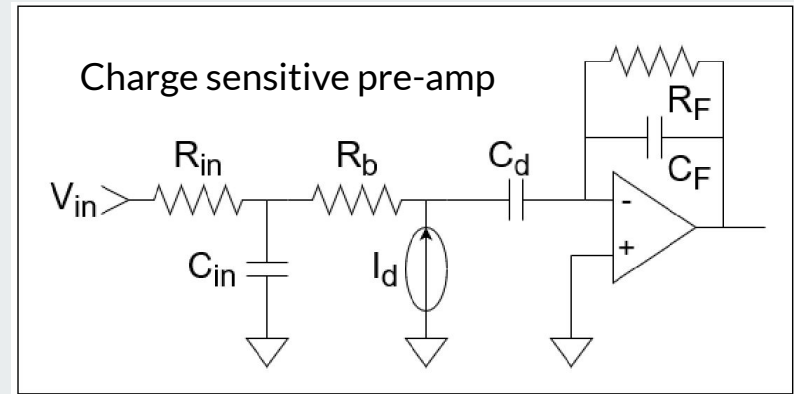 Charge sensitive pre-amp
RF
Rin
Rb
Cd
CF
Vin
-
Cin
Id
+